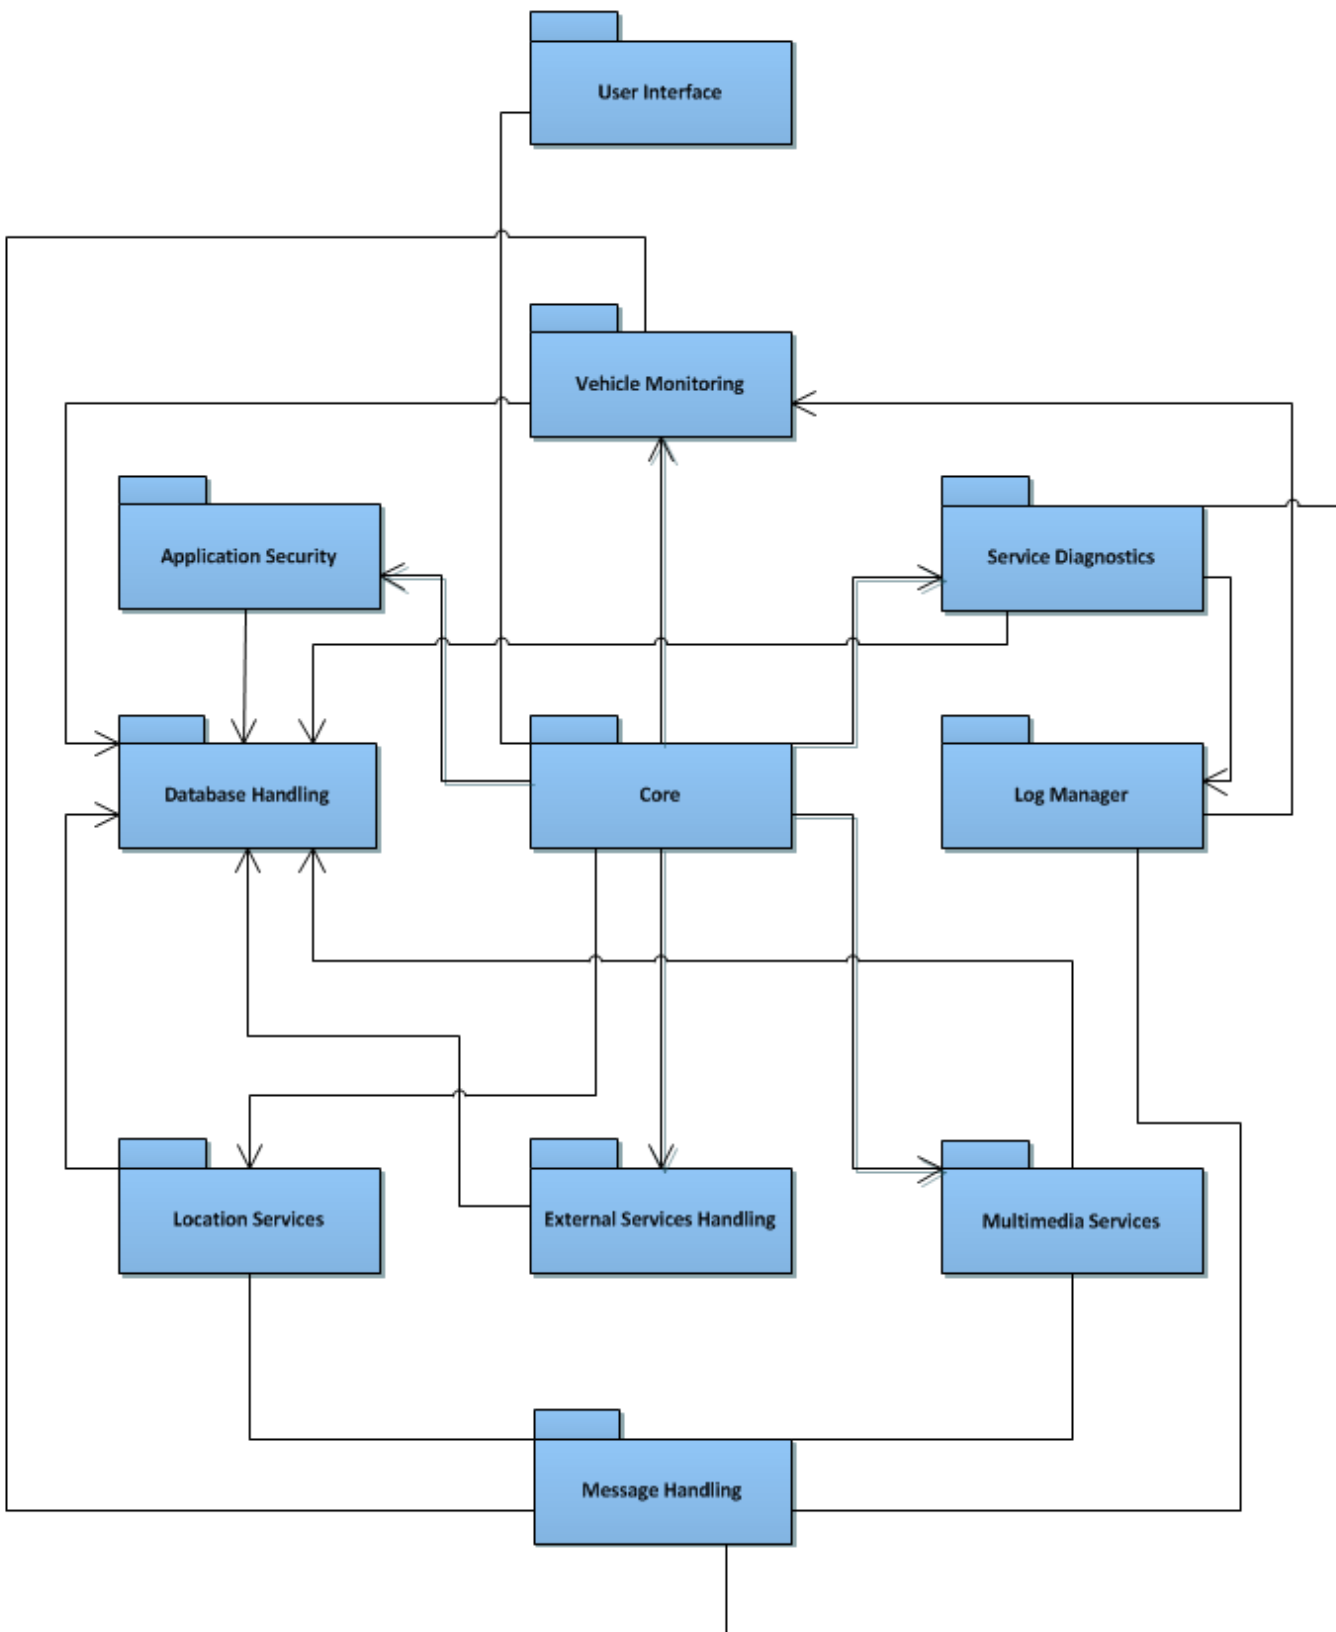 User Interface
Vehicle Monitoring
Application Security
Service Diagnostics
Database Handling
Core
Log Manager
Location Services
External Services Handling
Multimedia Services
Message Handling